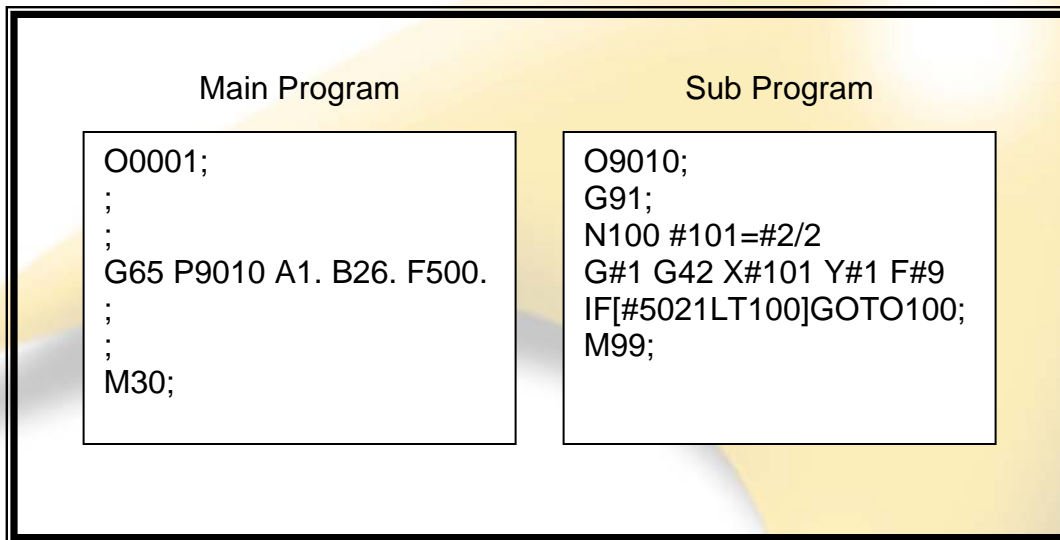 Main Program
O0001;
;
;
G65 P9010 A1. B26. F500.
;
;
M30;
Sub Program
O9010;
G91;
N100 #101=#2/2
G#1 G42 X#101 Y#1 F#9
IF[#5021LT100]GOTO100;
M99;